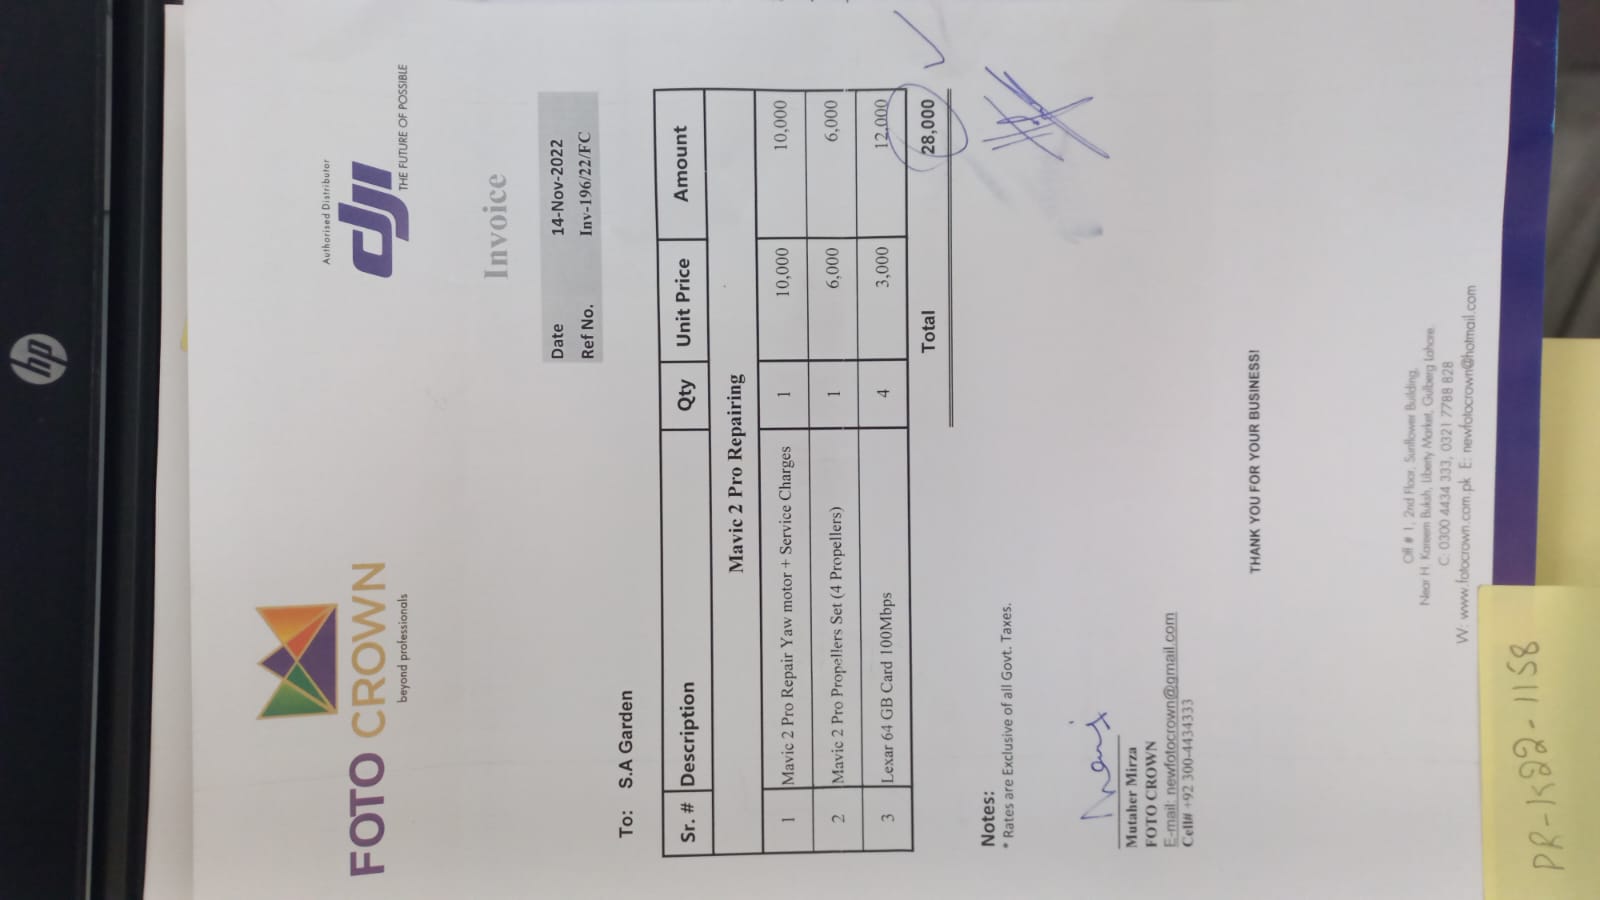 hp
FOTO CROWN
beyond professionals
Authorised Distributor
dji
THE FUTURE OF POSSIBLE
Invoice
Date 14-Nov-2022
Ref No. Inv-196/22/FC
To: S.A Garden
Sr. # Description Qty Unit Price Amount
Mavic 2 Pro Repairing
1 Mavic 2 Pro Repair Yaw motor + Service Charges 1 10,000 10,000
2 Mavic 2 Pro Propellers Set (4 Propellers) 1 6,000 6,000
3 Lexar 64 GB Card 100Mbps 4 3,000 12,000
Total 28,000
Notes:
* Rates are Exclusive of all Govt. Taxes.
Mutaher Mirza
FOTO CROWN
E-mail: newfotocrown@gmail.com
Cell# +92 300-4434333
THANK YOU FOR YOUR BUSINESS!
Off # 1, 2nd Floor, Sunflower Building,
Near H. Kareem Buksh, Liberty Market, Gulberg Lahore.
C: 0300 4434 333, 0321 7788 828
W: www.fotocrown.com.pk E: newfotocrown@hotmail.com
PR-K22-1158